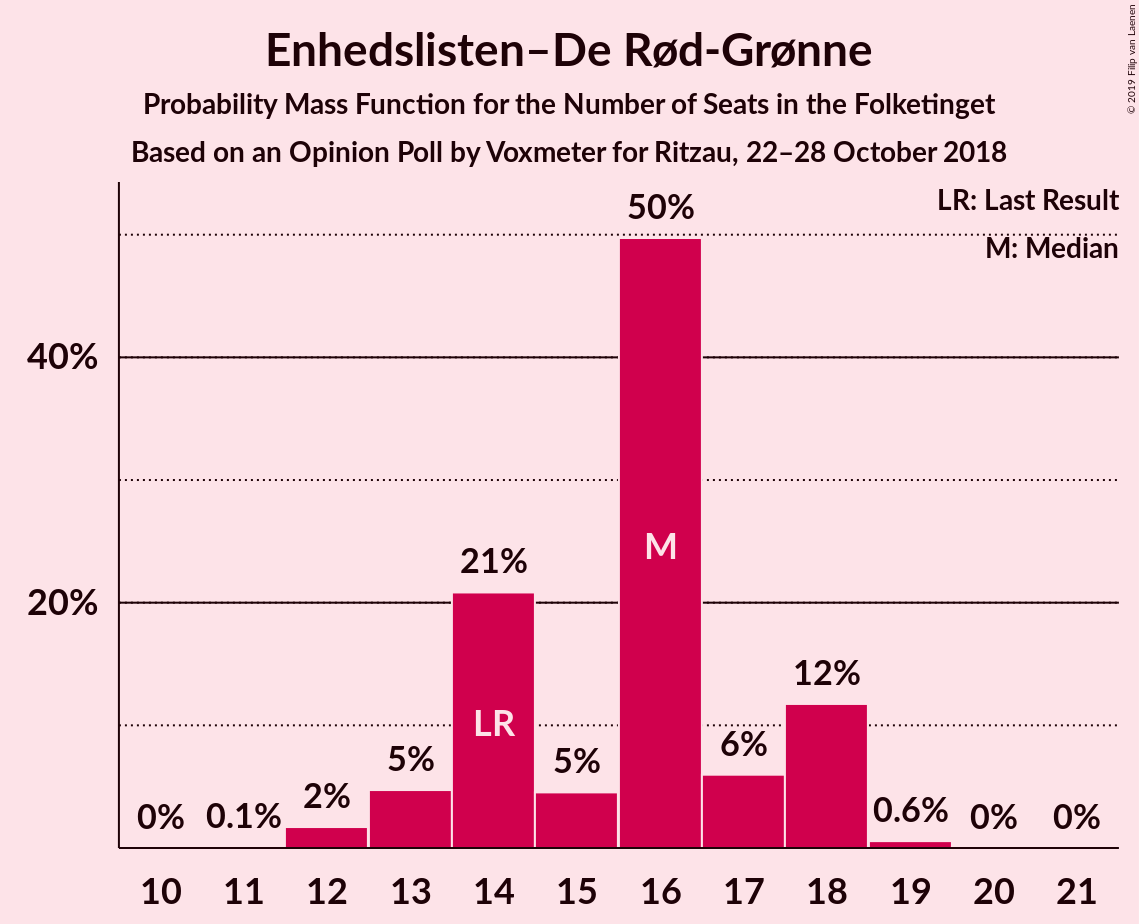 Enhedslisten–De Rød-Grønne
Probability Mass Function for the Number of Seats in the Folketinget
Based on an Opinion Poll by Voxmeter for Ritzau, 22–28 October 2018
© 2019 Filip van Laenen
LR: Last Result
M: Median
40%
20%
0%
0.1%
2%
5%
21%
5%
50%
6%
12%
0.6%
0%
0%
LR
M
10 11 12 13 14 15 16 17 18 19 20 21